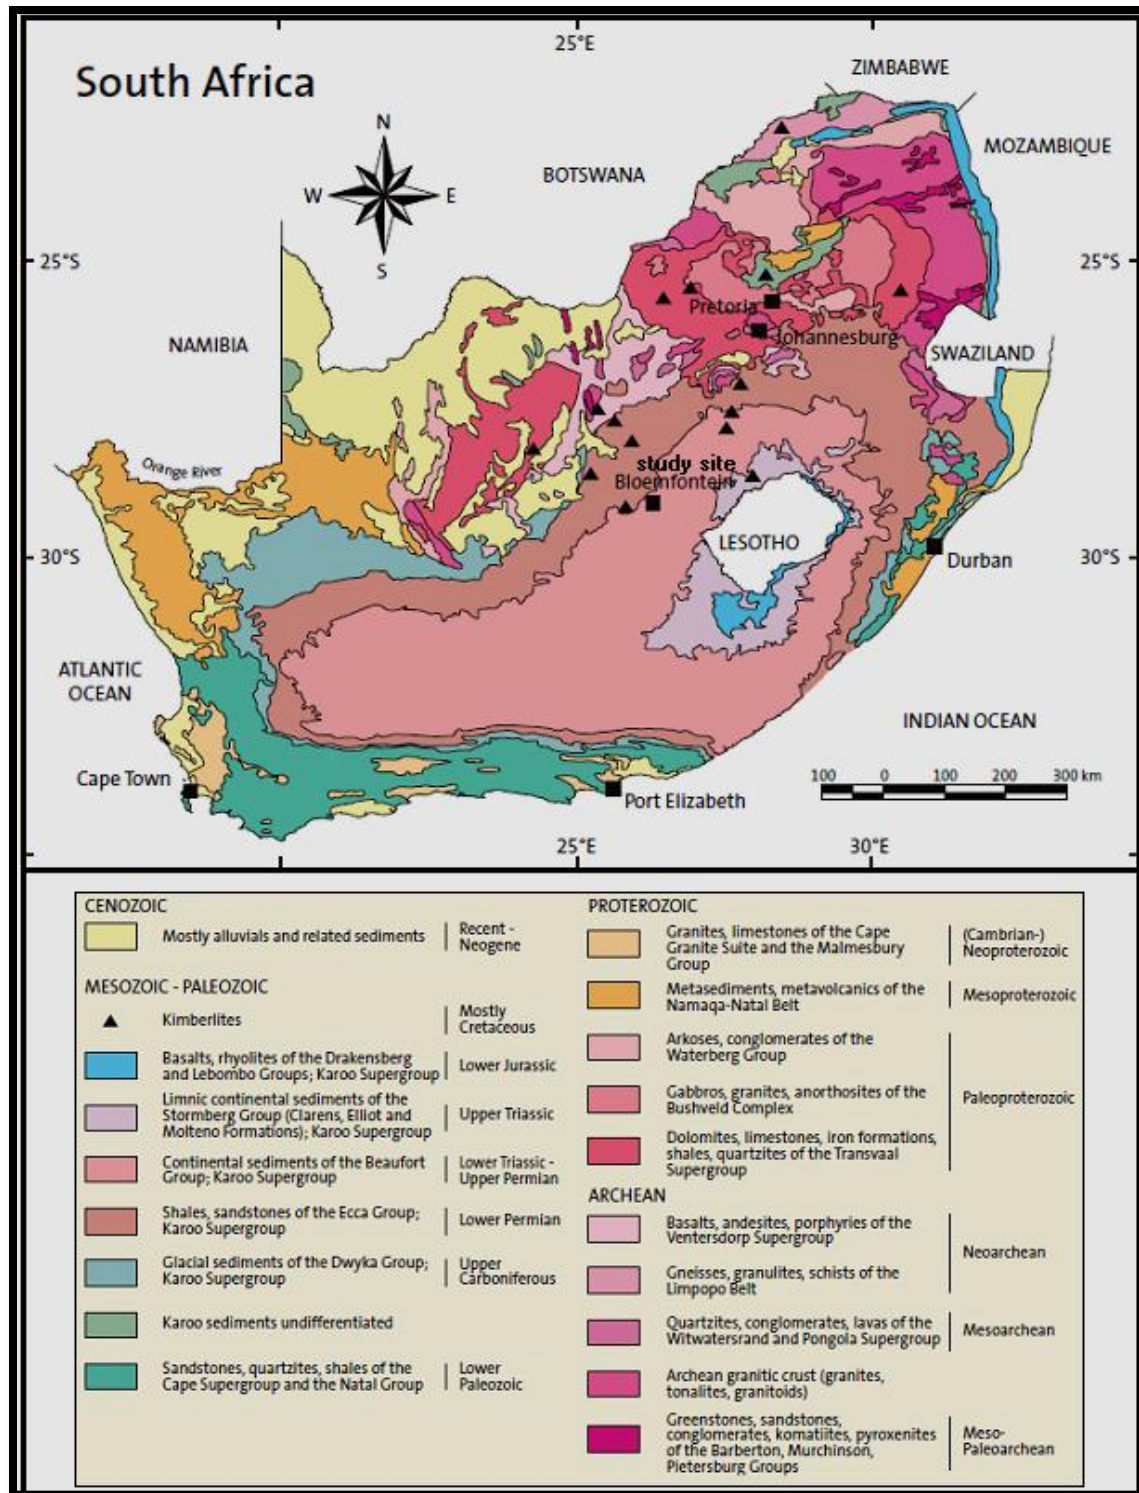 25°E
South Africa
ZIMBABWE
N
MOZAMBIQUE
BOTSWANA
W
E
S
25°S
25°S
Pretoria
NAMIBIA
Johannesburg
SWAZILAND
Orange River
study site
Bloemfontein
LESOTHO
30°S
30°S
Durban
ATLANTIC
OCEAN
INDIAN OCEAN
Cape Town
100 0 100 200 300 km
Port Elizabeth
25°E
30°E
CENOZOIC
Mostly alluvials and related sediments
Recent -
Neogene
MESOZOIC - PALEOZOIC
Kimberlites
Mostly
Cretaceous
Basalts, rhyolites of the Drakensberg
and Lebombo Groups; Karoo Supergroup
Lower Jurassic
Limnic continental sediments of the
Stormberg Group (Clarens, Elliot and
Molteno Formations); Karoo Supergroup
Upper Triassic
Continental sediments of the Beaufort
Group; Karoo Supergroup
Lower Triassic -
Upper Permian
Shales, sandstones of the Ecca Group;
Karoo Supergroup
Lower Permian
Glacial sediments of the Dwyka Group;
Karoo Supergroup
Upper
Carboniferous
Karoo sediments undifferentiated
Sandstones, quartzites, shales of the
Cape Supergroup and the Natal Group
Lower
Paleozoic
PROTEROZOIC
Granites, limestones of the Cape
Granite Suite and the Malmesbury
Group
(Cambrian-)
Neoproterozoic
Metasediments, metavolcanics of the
Namaqa-Natal Belt
Mesoproterozoic
Arkoses, conglomerates of the
Waterberg Group
Gabbros, granites, anorthosites of the
Bushveld Complex
Paleoproterozoic
Dolomites, limestones, iron formations,
shales, quartzites of the Transvaal
Supergroup
ARCHEAN
Basalts, andesites, porphyries of the
Ventersdorp Supergroup
Neoarchean
Gneisses, granulites, schists of the
Limpopo Belt
Quartzites, conglomerates, lavas of the
Witwatersrand and Pongola Supergroup
Mesoarchean
Archean granitic crust (granites,
tonalites, granitoids)
Greenstones, sandstones,
conglomerates, komatiites, pyroxenites
of the Barberton, Murchinson,
Pietersburg Groups
Meso-
Paleoarchean